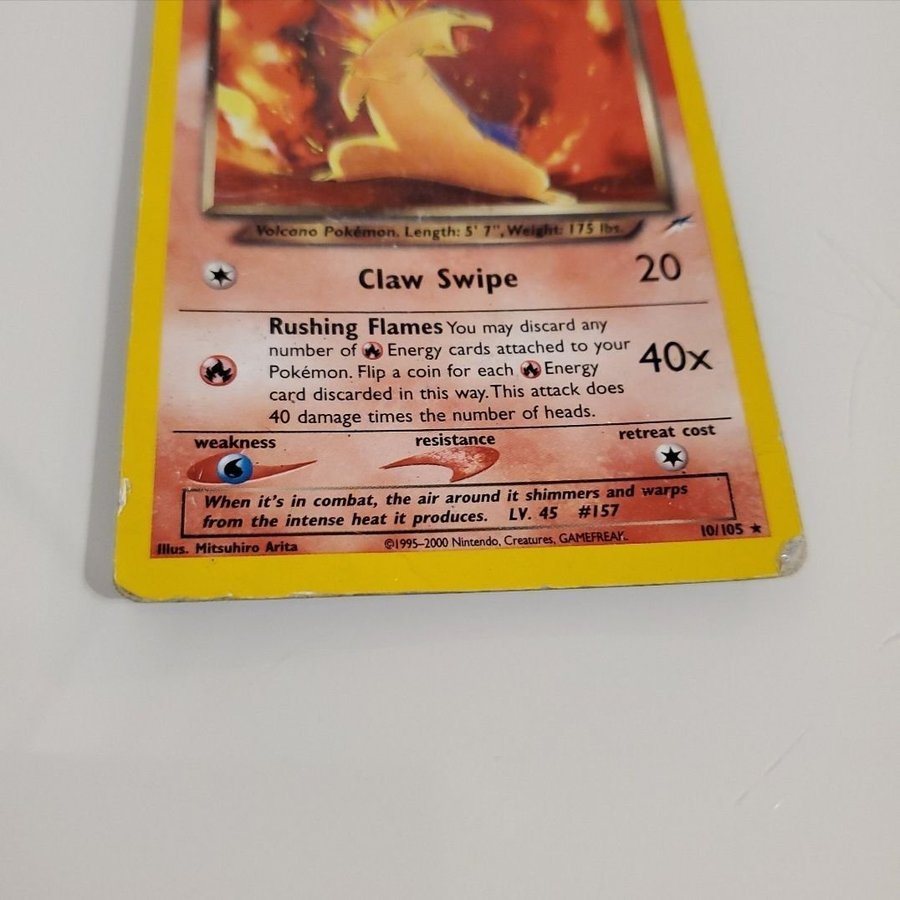 Volcano Pokémon. Length: 5' 7", Weight: 175 lbs.
Claw Swipe 20
Rushing Flames You may discard any
number of Energy cards attached to your
Pokémon. Flip a coin for each Energy
card discarded in this way. This attack does
40 damage times the number of heads.
40x
weakness resistance retreat cost
When it's in combat, the air around it shimmers and warps
from the intense heat it produces. LV. 45 #157
Illus. Mitsuhiro Arita ©1995-2000 Nintendo, Creatures, GAMEFREAK. 10/105 ★